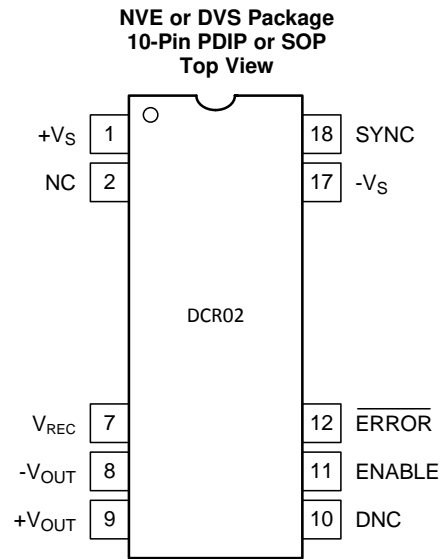 NVE or DVS Package
10-Pin PDIP or SOP
Top View
+VS 1 18 SYNC
NC 2 17 -VS
DCR02
VREC 7 12 ERROR
-VOUT 8 11 ENABLE
+VOUT 9 10 DNC